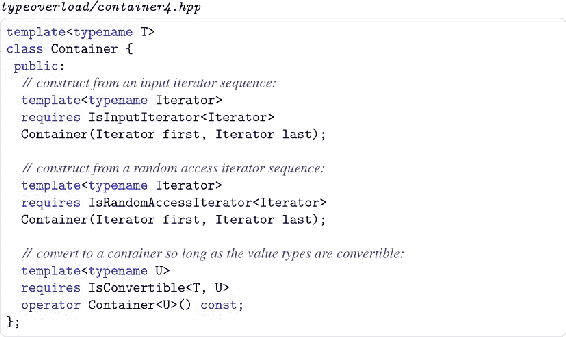 typeoverload/container4.hpp
template<typename T>
class Container {
 public:
  // construct from an input iterator sequence:
  template<typename Iterator>
  requires IsInputIterator<Iterator>
  Container(Iterator first, Iterator last);

  // construct from a random access iterator sequence:
  template<typename Iterator>
  requires IsRandomAccessIterator<Iterator>
  Container(Iterator first, Iterator last);

  // convert to a container so long as the value types are convertible:
  template<typename U>
  requires IsConvertible<T, U>
  operator Container<U>() const;
};